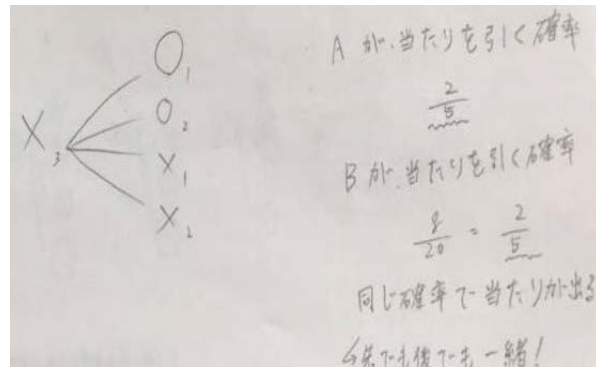 X₃
O₁
O₂
X₁
X₂
A が、当たりを引く確率
2/5
B が、当たりを引く確率
8/20 = 2/5
同じ確率で当たりが出る
↳先でも後でも一緒!